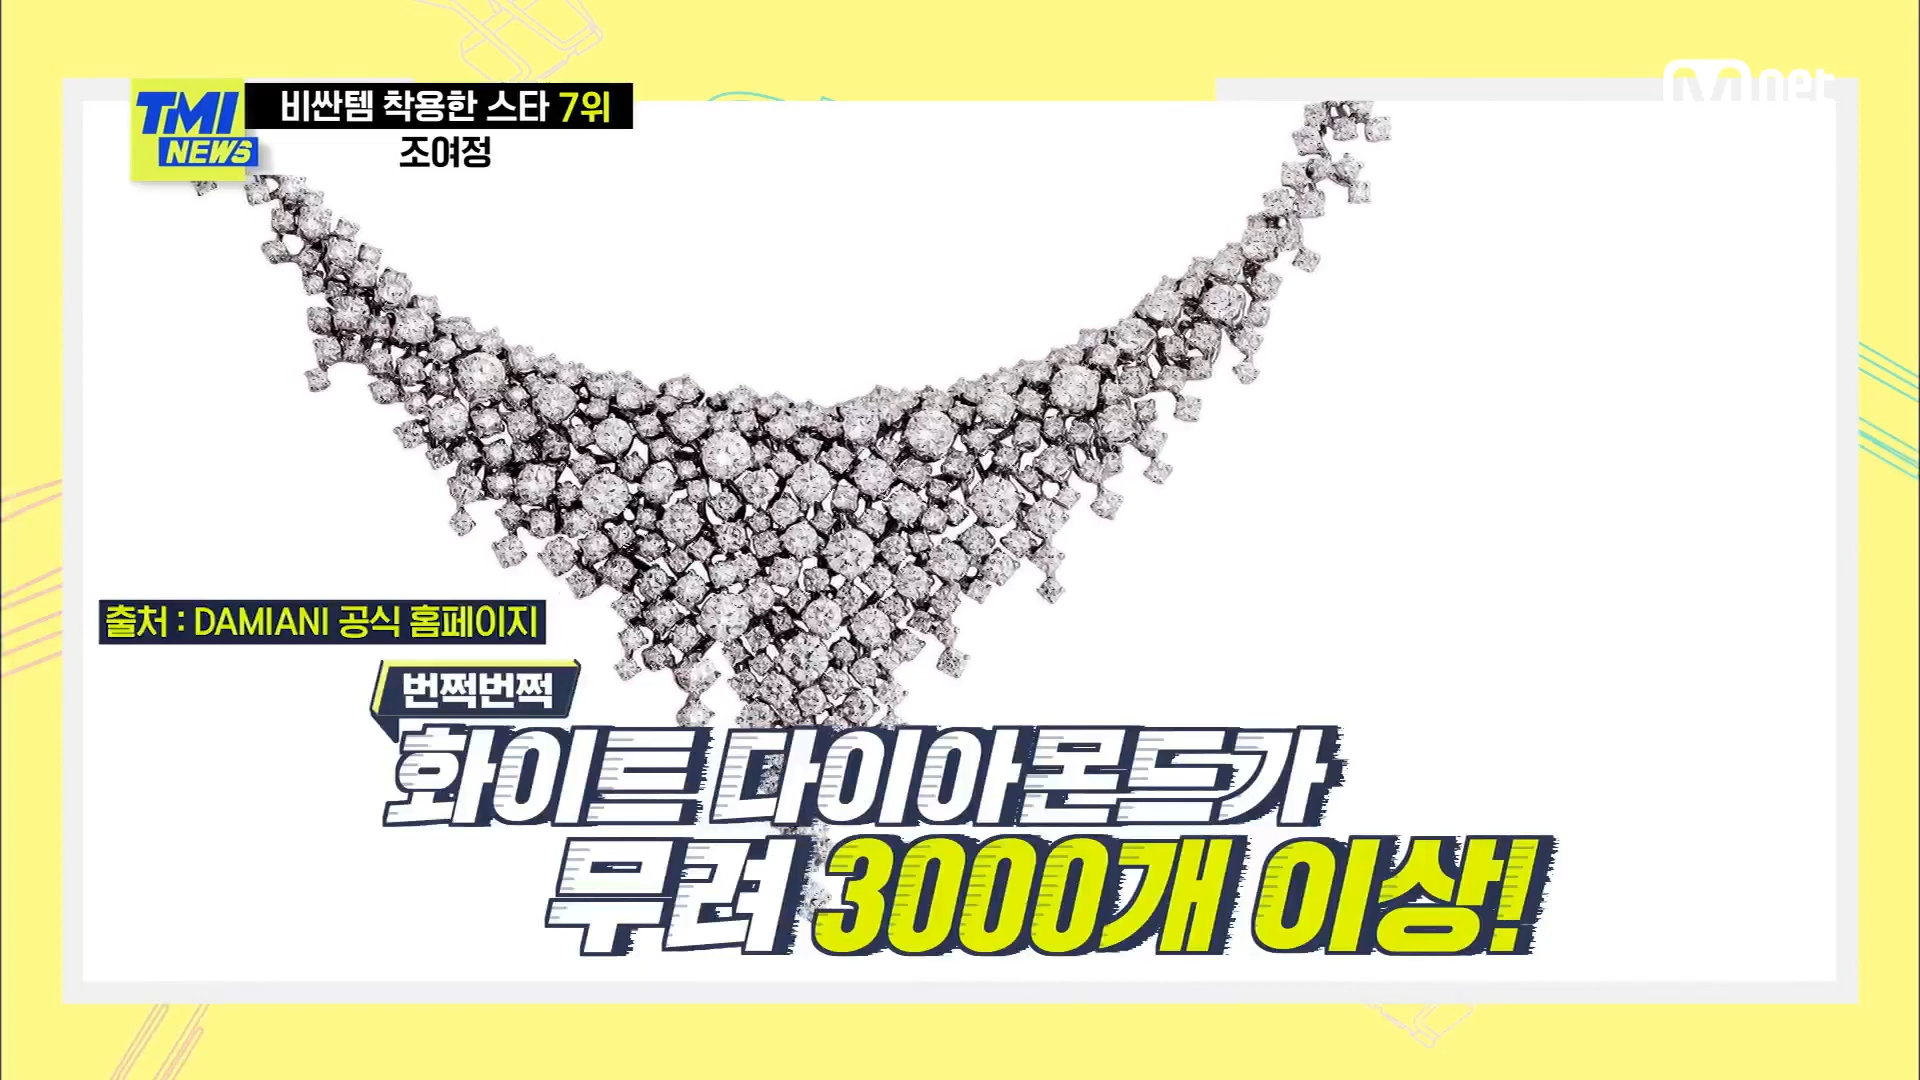 TMI NEWS
비싼템 착용한 스타 7위
조여정
Mnet
출처 : DAMIANI 공식 홈페이지
번쩍번쩍
화이트 다이아몬드가
무려 3000개 이상!